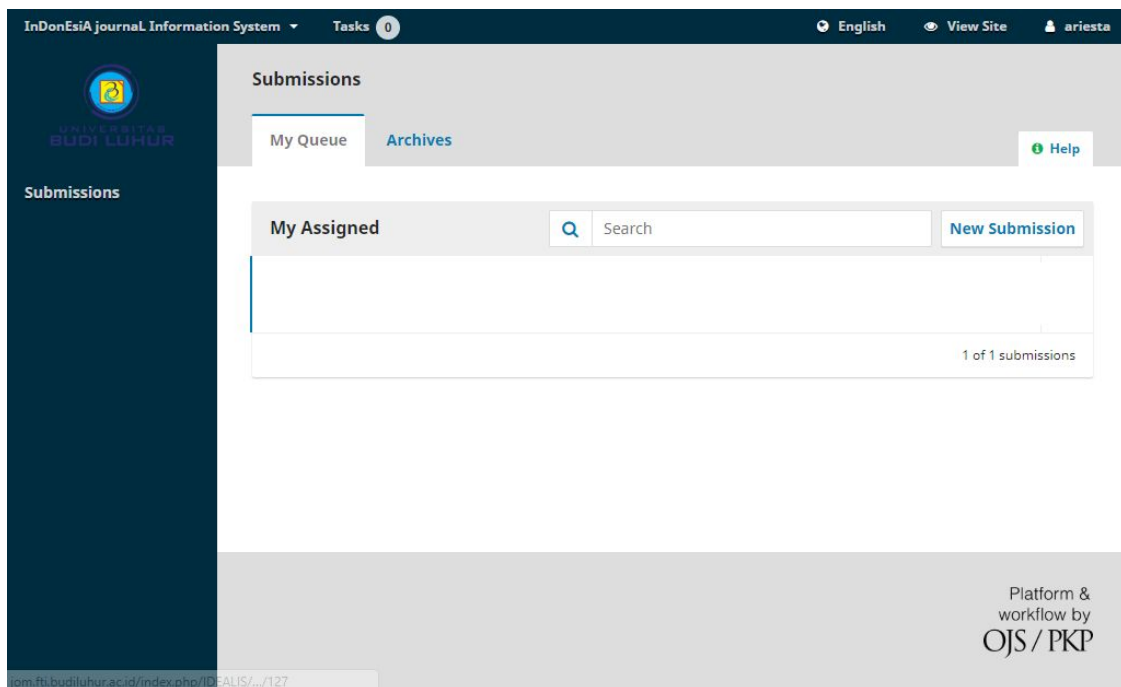 InDonEsiA journaL Information System
Tasks 0
English
View Site
ariesta
UNIVERSITAS
BUDI LUHUR
Submissions
Submissions
My Queue
Archives
Help
My Assigned
Search
New Submission
1 of 1 submissions
Platform &
workflow by
OJS / PKP
jom.fti.budiluhur.ac.id/index.php/IDEALIS/.../127